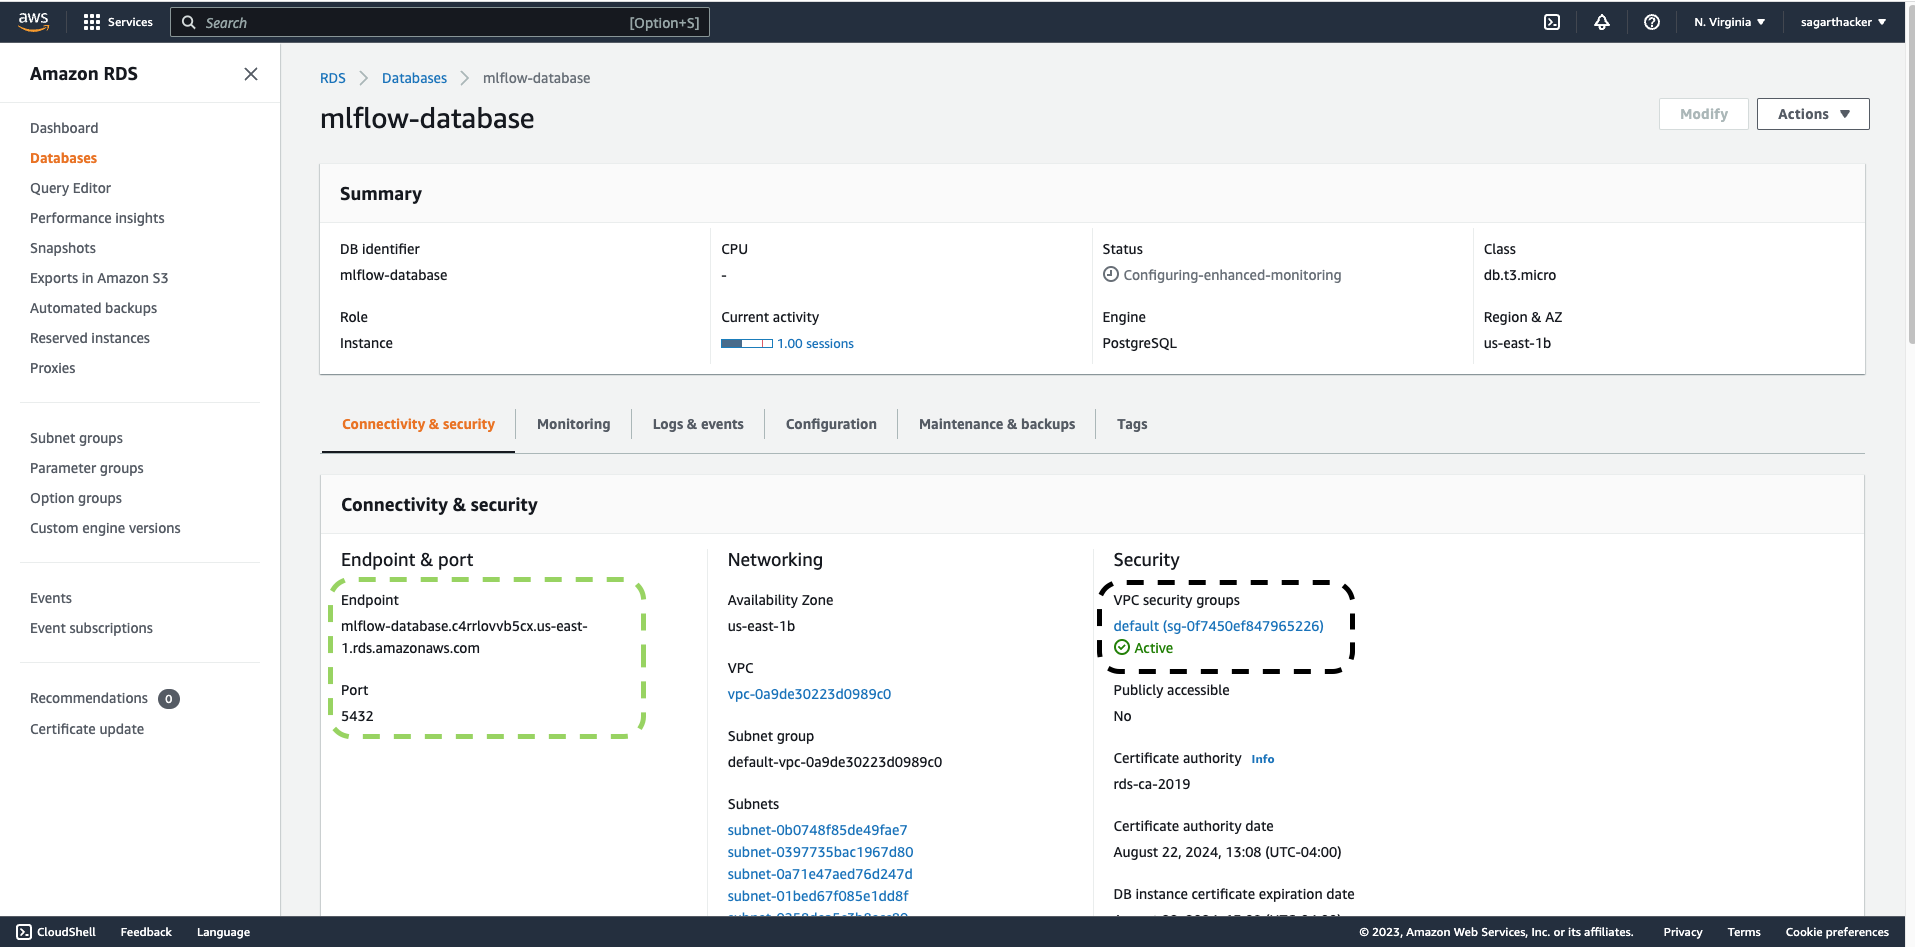 aws
Services
Search
[Option+S]
N. Virginia
sagarthacker
Amazon RDS
Dashboard
Databases
Query Editor
Performance insights
Snapshots
Exports in Amazon S3
Automated backups
Reserved instances
Proxies
Subnet groups
Parameter groups
Option groups
Custom engine versions
Events
Event subscriptions
Recommendations 0
Certificate update
RDS > Databases > mlflow-database
mlflow-database
Modify
Actions
Summary
DB identifier
mlflow-database
CPU
-
Status
Configuring-enhanced-monitoring
Class
db.t3.micro
Role
Instance
Current activity
1.00 sessions
Engine
PostgreSQL
Region & AZ
us-east-1b
Connectivity & security
Monitoring
Logs & events
Configuration
Maintenance & backups
Tags
Connectivity & security
Endpoint & port
Endpoint
mlflow-database.c4rrlovvb5cx.us-east-
1.rds.amazonaws.com
Port
5432
Networking
Availability Zone
us-east-1b
VPC
vpc-0a9de30223d0989c0
Subnet group
default-vpc-0a9de30223d0989c0
Subnets
subnet-0b0748f85de49fae7
subnet-0397735bac1967d80
subnet-0a71e47aed76d247d
subnet-01bed67f085e1dd8f
Security
VPC security groups
default (sg-0f7450ef847965226)
Active
Publicly accessible
No
Certificate authority Info
rds-ca-2019
Certificate authority date
August 22, 2024, 13:08 (UTC-04:00)
DB instance certificate expiration date
CloudShell
Feedback
Language
© 2023, Amazon Web Services, Inc. or its affiliates.
Privacy
Terms
Cookie preferences